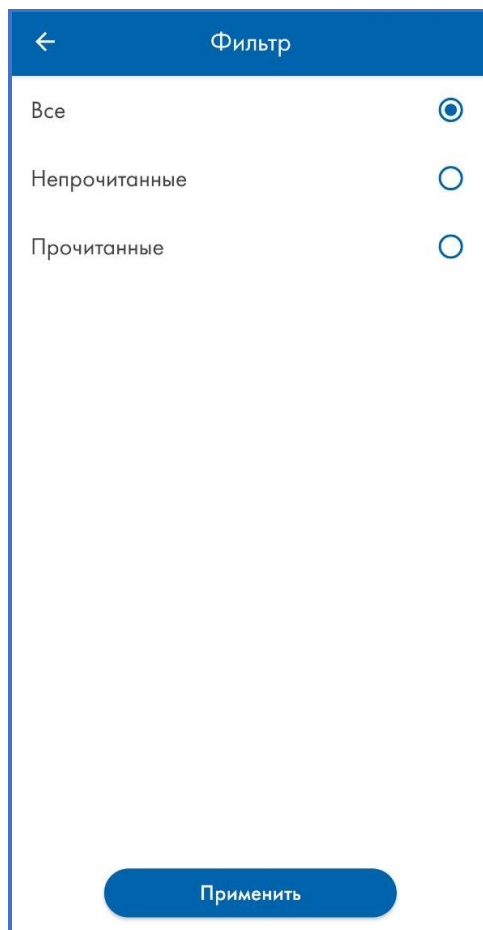 Фильтр
Все
Непрочитанные
Прочитанные
Применить